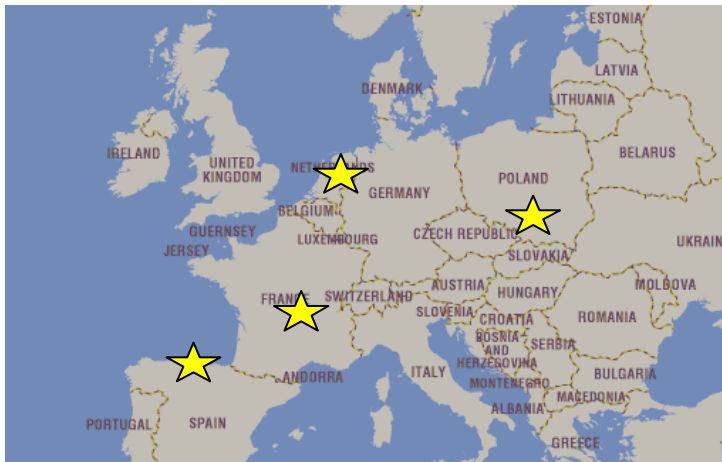 ESTONIA
LATVIA
DENMARK
LITHUANIA
IRELAND
UNITED
KINGDOM
NETHERLANDS
BELARUS
POLAND
GERMANY
BELGIUM
GUERNSEY
CZECH REPUBLIC
LUXEMBOURG
UKRAIN
JERSEY
SLOVAKIA
AUSTRIA
MOLDOVA
HUNGARY
FRANCE
SWITZERLAND
SLOVENIA
CROATIA
ROMANIA
BOSNIA
AND
HERZEGOVINA
SERBIA
ITALY
ANDORRA
BULGARIA
MONTENEGRO
MACEDONIA
ALBANIA
PORTUGAL
SPAIN
GREECE